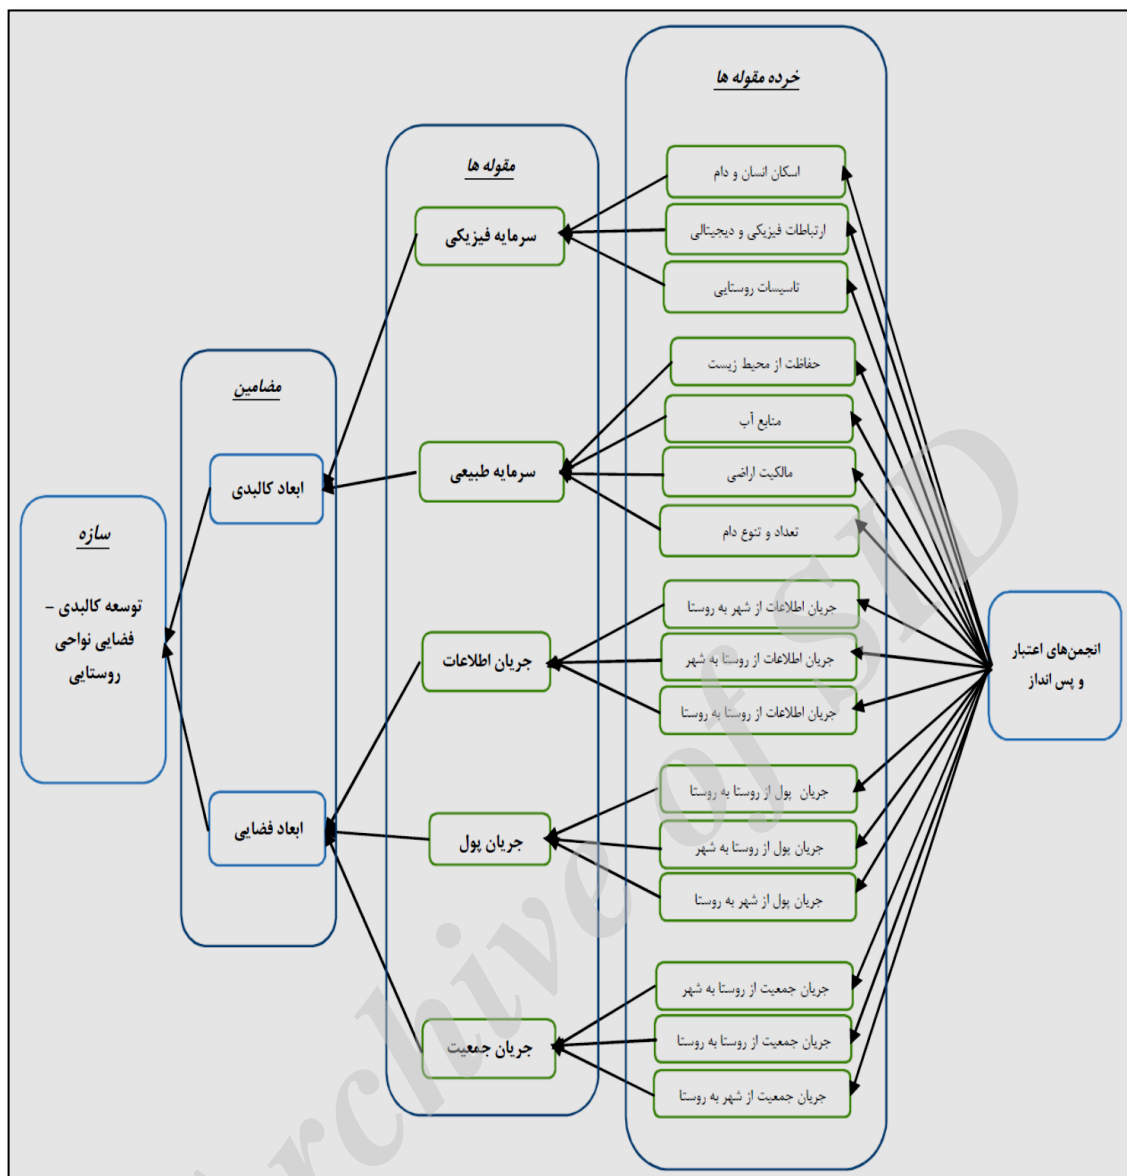 خرده مقوله ها
اسکان انسان و دام
ارتباطات فیزیکی و دیجیتالی
تاسیسات روستایی
حفاظت از محیط زیست
منابع آب
مالکیت اراضی
تعداد و تنوع دام
جریان اطلاعات از شهر به روستا
جریان اطلاعات از روستا به شهر
جریان اطلاعات از روستا به روستا
جریان پول از روستا به روستا
جریان پول از روستا به شهر
جریان پول از شهر به روستا
جریان جمعیت از روستا به شهر
جریان جمعیت از روستا به روستا
جریان جمعیت از شهر به روستا
انجمن‌های اعتبار
و پس انداز
مقوله ها
سرمایه فیزیکی
سرمایه طبیعی
جریان اطلاعات
جریان پول
جریان جمعیت
مضامین
ابعاد کالبدی
ابعاد فضایی
سازه
توسعه کالبدی –
فضایی نواحی
روستایی
Archive of SID